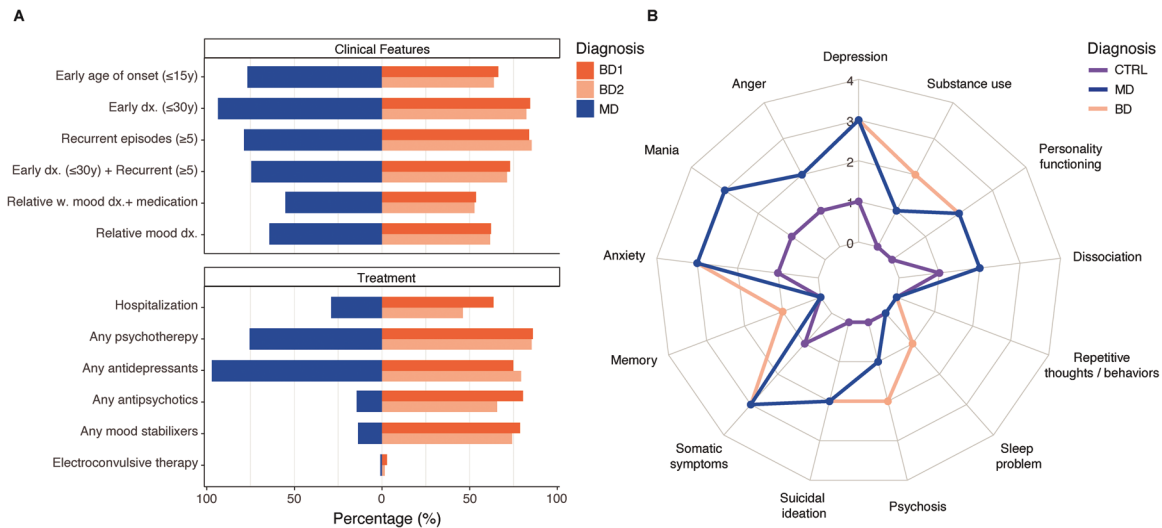 A
Clinical Features
Early age of onset (≤15y)
Early dx. (≤30y)
Recurrent episodes (≥5)
Early dx. (≤30y) + Recurrent (≥5)
Relative w. mood dx.+ medication
Relative mood dx.
Treatment
Hospitalization
Any psychotherepy
Any antidepressants
Any antipsychotics
Any mood stabilixers
Electroconvulsive therapy
100
50
0
50
100
Percentage (%)
Diagnosis
BD1
BD2
MD
B
Depression
Substance use
Personality
functioning
Dissociation
Repetitive
thoughts / behaviors
Sleep
problem
Psychosis
Suicidal
ideation
Somatic
symptoms
Memory
Anxiety
Mania
Anger
4
3
2
1
0
Diagnosis
CTRL
MD
BD